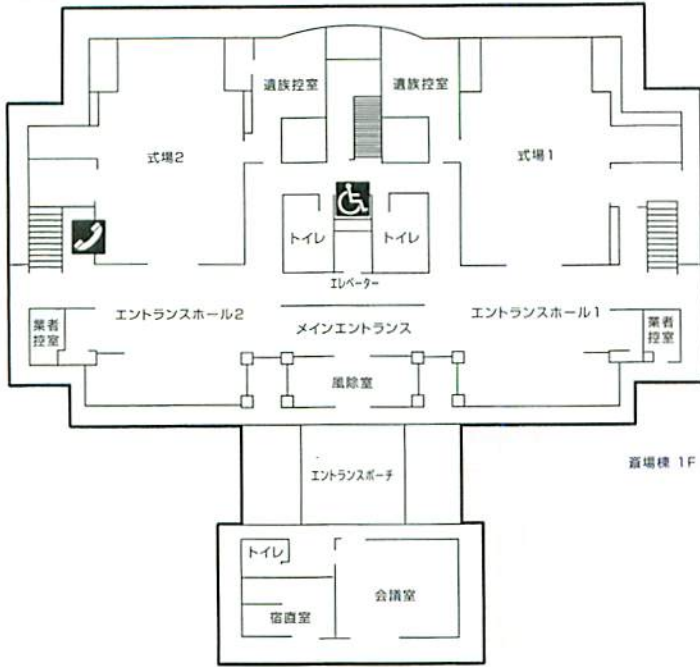 遺族控室
遺族控室
式場2
式場1
トイレ
トイレ
エレベーター
エントランスホール2
エントランスホール1
メインエントランス
業者
控室
業者
控室
風除室
斎場棟 1F
エントランスポーチ
トイレ
会議室
宿直室